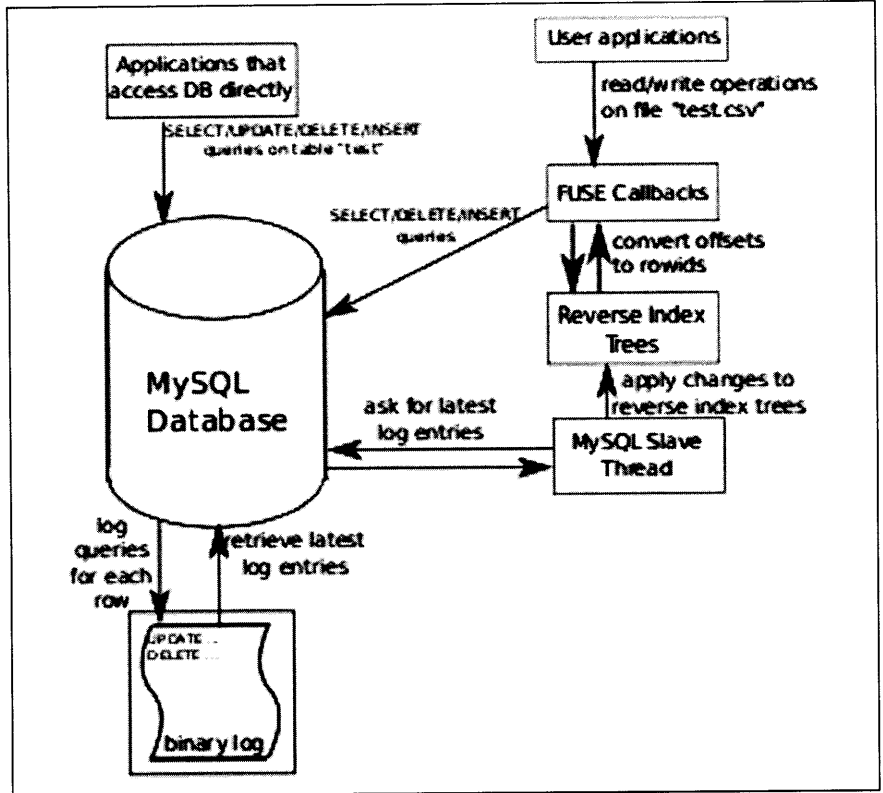 User applications
Applications that
access DB directly
read/write operations
on file "test.csv"
SELECT/UPDATE/DELETE/INSERT
queries on table "test"
FUSE Callbacks
SELECT/DELETE/INSERT
queries
convert offsets
to rowids
Reverse Index
Trees
apply changes to
reverse index trees
MySQL
Database
ask for latest
log entries
MySQL Slave
Thread
log
queries
for each
row
retrieve latest
log entries
UPDATE ...
DELETE ...
binary log